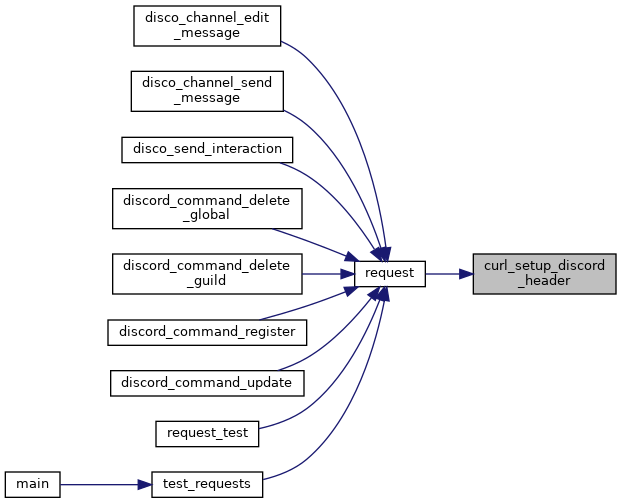 disco_channel_edit
_message
disco_channel_send
_message
disco_send_interaction
discord_command_delete
_global
discord_command_delete
_guild
discord_command_register
discord_command_update
request_test
main
test_requests
request
curl_setup_discord
_header